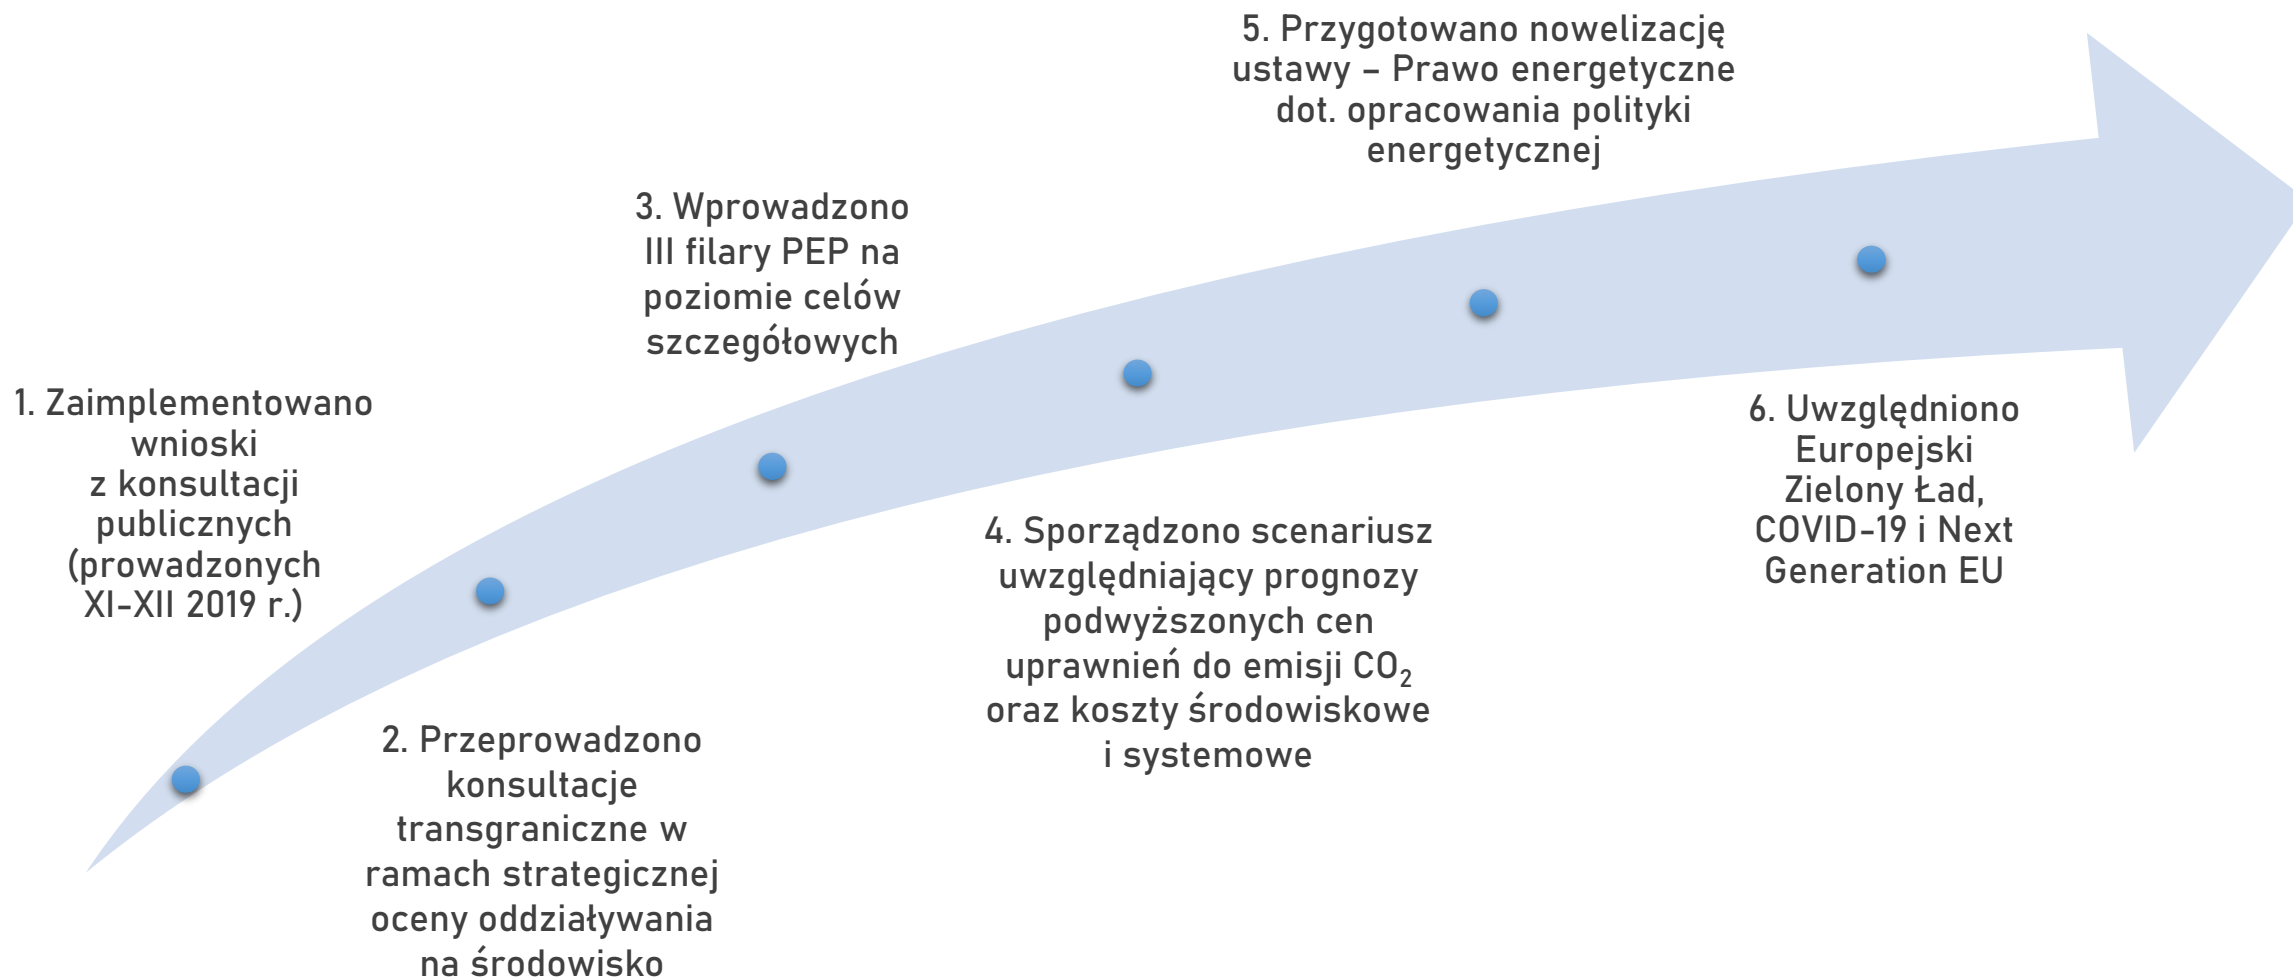 1. Zaimplementowano
wnioski
z konsultacji
publicznych
(prowadzonych
XI-XII 2019 r.)
2. Przeprowadzono
konsultacje
transgraniczne w
ramach strategicznej
oceny oddziaływania
na środowisko
3. Wprowadzono
III filary PEP na
poziomie celów
szczegółowych
4. Sporządzono scenariusz
uwzględniający prognozy
podwyższonych cen
uprawnień do emisji CO₂
oraz koszty środowiskowe
i systemowe
5. Przygotowano nowelizację
ustawy – Prawo energetyczne
dot. opracowania polityki
energetycznej
6. Uwzględniono
Europejski
Zielony Ład,
COVID-19 i Next
Generation EU